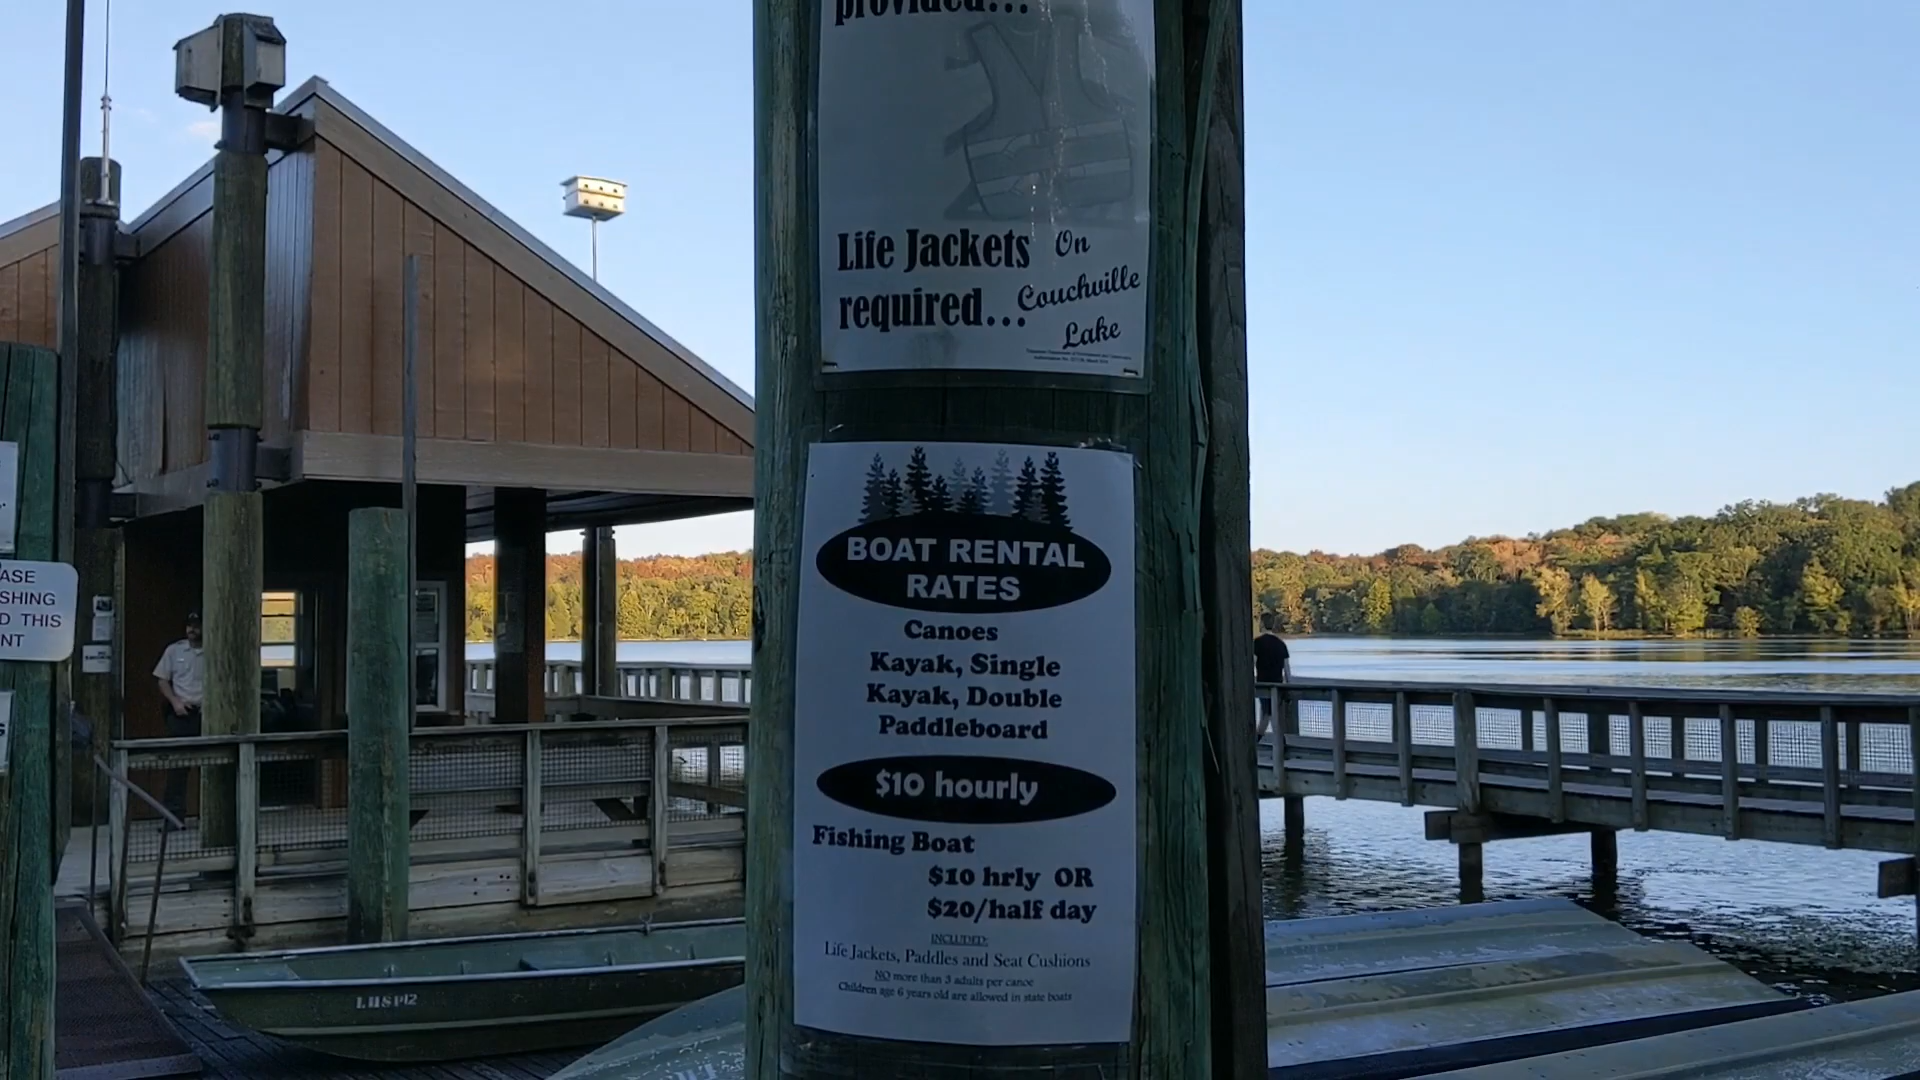 provided...
Life Jackets
required...
On
Couchville
Lake
BOAT RENTAL
RATES
Canoes
Kayak, Single
Kayak, Double
Paddleboard
$10 hourly
Fishing Boat
$10 hrly OR
$20/half day
INCLUDED:
Life Jackets, Paddles and Seat Cushions
NO more than 3 adults per canoe
Children age 6 years old are allowed in state boats
ASE
SHING
D THIS
NT
LHSP12